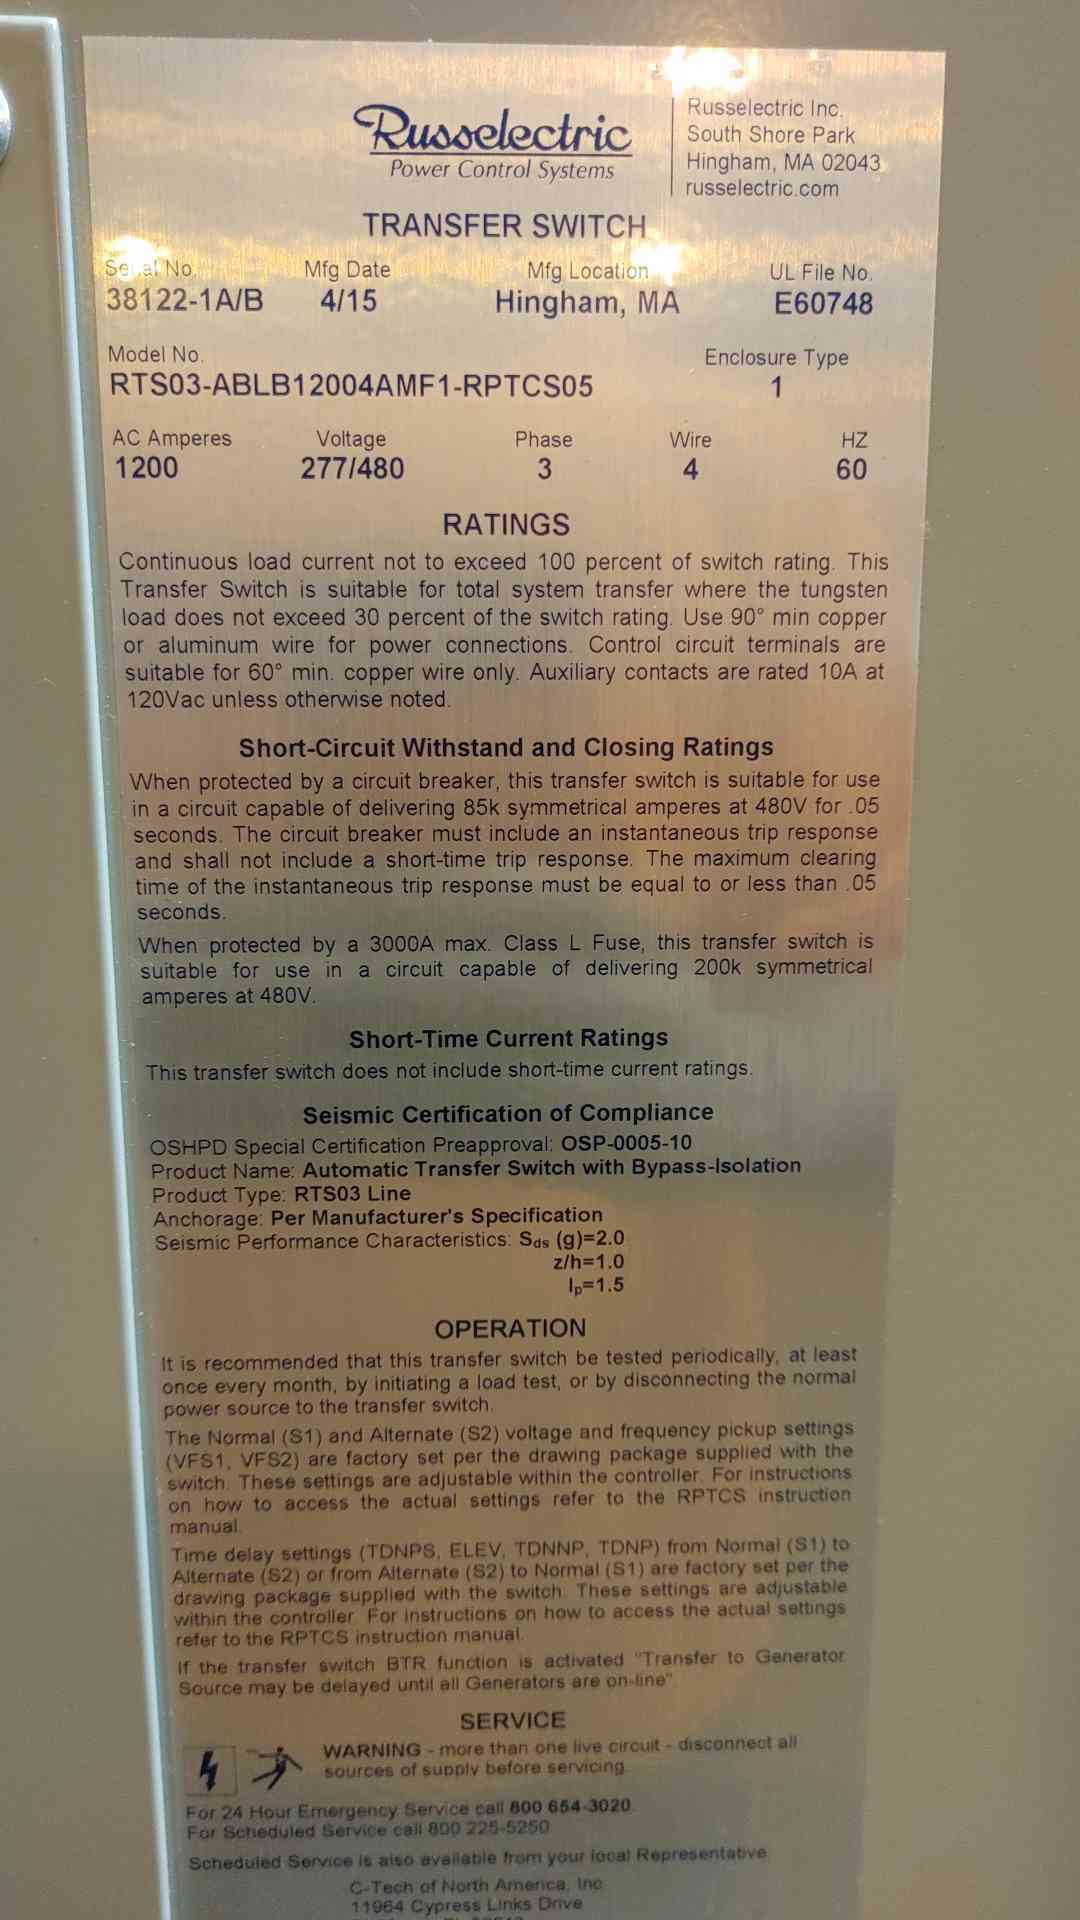 Russelectric
Power Control Systems
Russelectric Inc.
South Shore Park
Hingham, MA 02043
russelectric.com
TRANSFER SWITCH
Serial No. Mfg Date Mfg Location UL File No.
38122-1A/B 4/15 Hingham, MA E60748
Model No. Enclosure Type
RTS03-ABLB12004AMF1-RPTCS05 1
AC Amperes Voltage Phase Wire HZ
1200 277/480 3 4 60
RATINGS
Continuous load current not to exceed 100 percent of switch rating. This
Transfer Switch is suitable for total system transfer where the tungsten
load does not exceed 30 percent of the switch rating. Use 90° min copper
or aluminum wire for power connections. Control circuit terminals are
suitable for 60° min. copper wire only. Auxiliary contacts are rated 10A at
120Vac unless otherwise noted.
Short-Circuit Withstand and Closing Ratings
When protected by a circuit breaker, this transfer switch is suitable for use
in a circuit capable of delivering 85k symmetrical amperes at 480V for .05
seconds. The circuit breaker must include an instantaneous trip response
and shall not include a short-time trip response. The maximum clearing
time of the instantaneous trip response must be equal to or less than .05
seconds.
When protected by a 3000A max. Class L Fuse, this transfer switch is
suitable for use in a circuit capable of delivering 200k symmetrical
amperes at 480V.
Short-Time Current Ratings
This transfer switch does not include short-time current ratings.
Seismic Certification of Compliance
OSHPD Special Certification Preapproval: OSP-0005-10
Product Name: Automatic Transfer Switch with Bypass-Isolation
Product Type: RTS03 Line
Anchorage: Per Manufacturer's Specification
Seismic Performance Characteristics: Sds (g)=2.0
z/h=1.0
Ip=1.5
OPERATION
It is recommended that this transfer switch be tested periodically, at least
once every month, by initiating a load test, or by disconnecting the normal
power source to the transfer switch.
The Normal (S1) and Alternate (S2) voltage and frequency pickup settings
(VFS1, VFS2) are factory set per the drawing package supplied with the
switch. These settings are adjustable within the controller. For instructions
on how to access the actual settings refer to the RPTCS instruction
manual.
Time delay settings (TDNPS, ELEV, TDNNP, TDNP) from Normal (S1) to
Alternate (S2) or from Alternate (S2) to Normal (S1) are factory set per the
drawing package supplied with the switch. These settings are adjustable
within the controller. For instructions on how to access the actual settings
refer to the RPTCS instruction manual.
If the transfer switch BTR function is activated "Transfer to Generator
Source may be delayed until all Generators are on-line".
SERVICE
WARNING - more than one live circuit - disconnect all
sources of supply before servicing.
For 24 Hour Emergency Service call 800 654-3020.
For Scheduled Service call 800 225-5250
Scheduled Service is also available from your local Representative
C-Tech of North America, Inc
11964 Cypress Links Drive